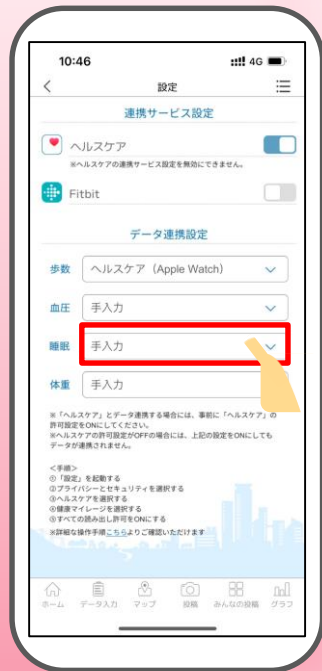 10:46
4G
設定
連携サービス設定
ヘルスケア
※ヘルスケアの連携サービス設定を無効にできません。
Fitbit
データ連携設定
歩数 ヘルスケア（Apple Watch）
血圧 手入力
睡眠 手入力
体重 手入力
※「ヘルスケア」とデータ連携する場合には、事前に「ヘルスケア」の
許可設定をONにしてください。
※ヘルスケアの許可設定がOFFの場合には、上記の設定をONにしても
データが連携されません。
＜手順＞
①「設定」を起動する
②プライバシーとセキュリティを選択する
③ヘルスケアを選択する
④健康マイレージを選択する
⑤すべての読み出し許可をONにする
※詳細な操作手順こちらよりご確認いただけます
ホーム データ入力 マップ 投稿 みんなの投稿 グラフ